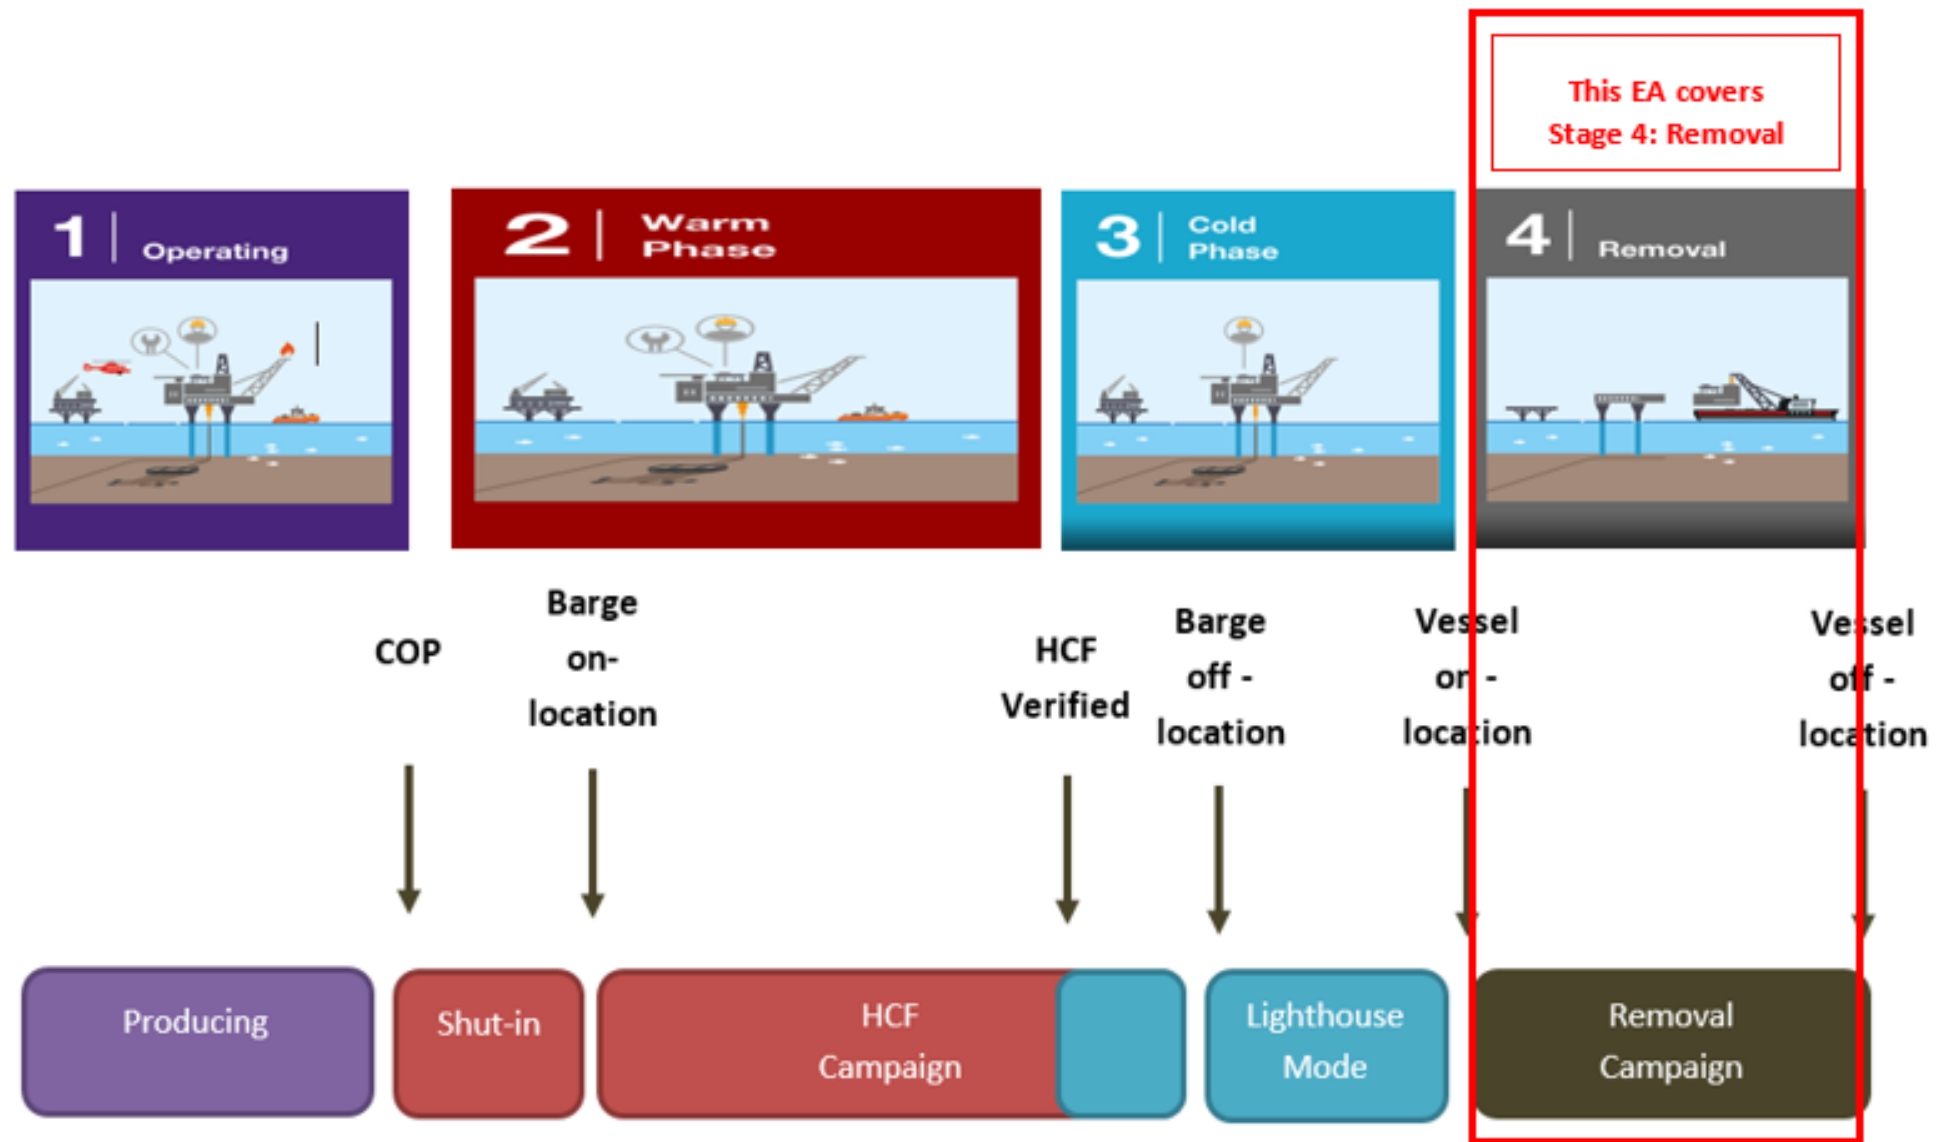 This EA covers
Stage 4: Removal
1 | Operating
2 | Warm
Phase
3 | Cold
Phase
4 | Removal
COP
Barge
on-
location
HCF
Verified
Barge
off -
location
Vessel
on -
location
Vessel
off -
location
Producing
Shut-in
HCF
Campaign
Lighthouse
Mode
Removal
Campaign